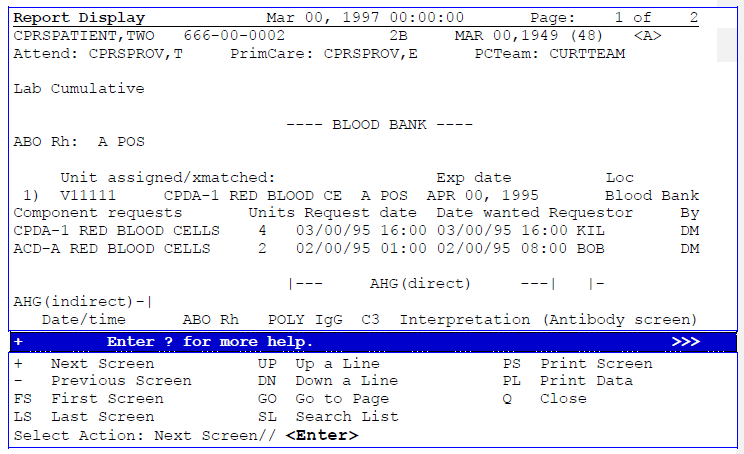 Report Display Mar 00, 1997 00:00:00 Page: 1 of 2
CPRSPATIENT,TWO 666-00-0002 2B MAR 00,1949 (48) <A>
Attend: CPRSPROV,T PrimCare: CPRSPROV,E PCTeam: CURTTEAM
Lab Cumulative
---- BLOOD BANK ----
ABO Rh: A POS
Unit assigned/xmatched: Exp date Loc
1) V11111 CPDA-1 RED BLOOD CE A POS APR 00, 1995 Blood Bank
Component requests Units Request date Date wanted Requestor By
CPDA-1 RED BLOOD CELLS 4 03/00/95 16:00 03/00/95 16:00 KIL DM
ACD-A RED BLOOD CELLS 2 02/00/95 01:00 02/00/95 08:00 BOB DM
|--- AHG(direct) ---| |-
AHG(indirect)-|
Date/time ABO Rh POLY IgG C3 Interpretation (Antibody screen)
+ Enter ? for more help. >>>
+ Next Screen UP Up a Line PS Print Screen
- Previous Screen DN Down a Line PL Print Data
FS First Screen GO Go to Page Q Close
LS Last Screen SL Search List
Select Action: Next Screen// <Enter>